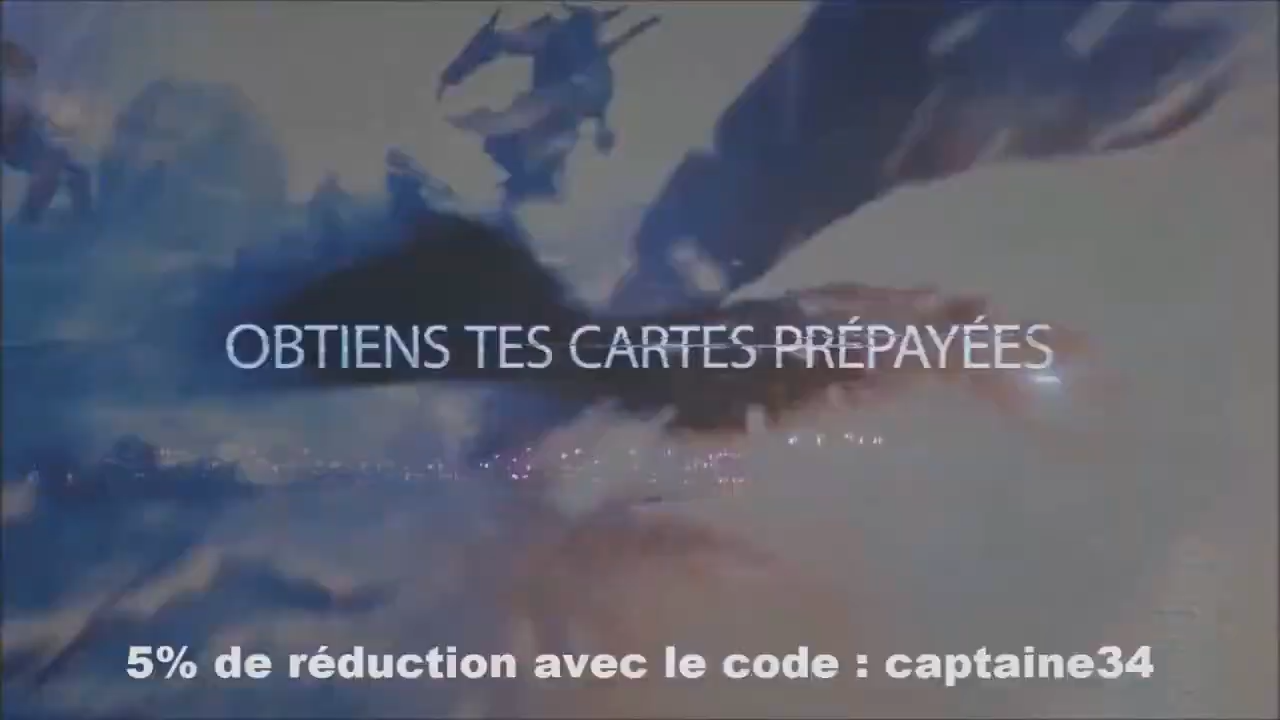 OBTIENS TES CARTES PRÉPAYÉES
5% de réduction avec le code : captaine34